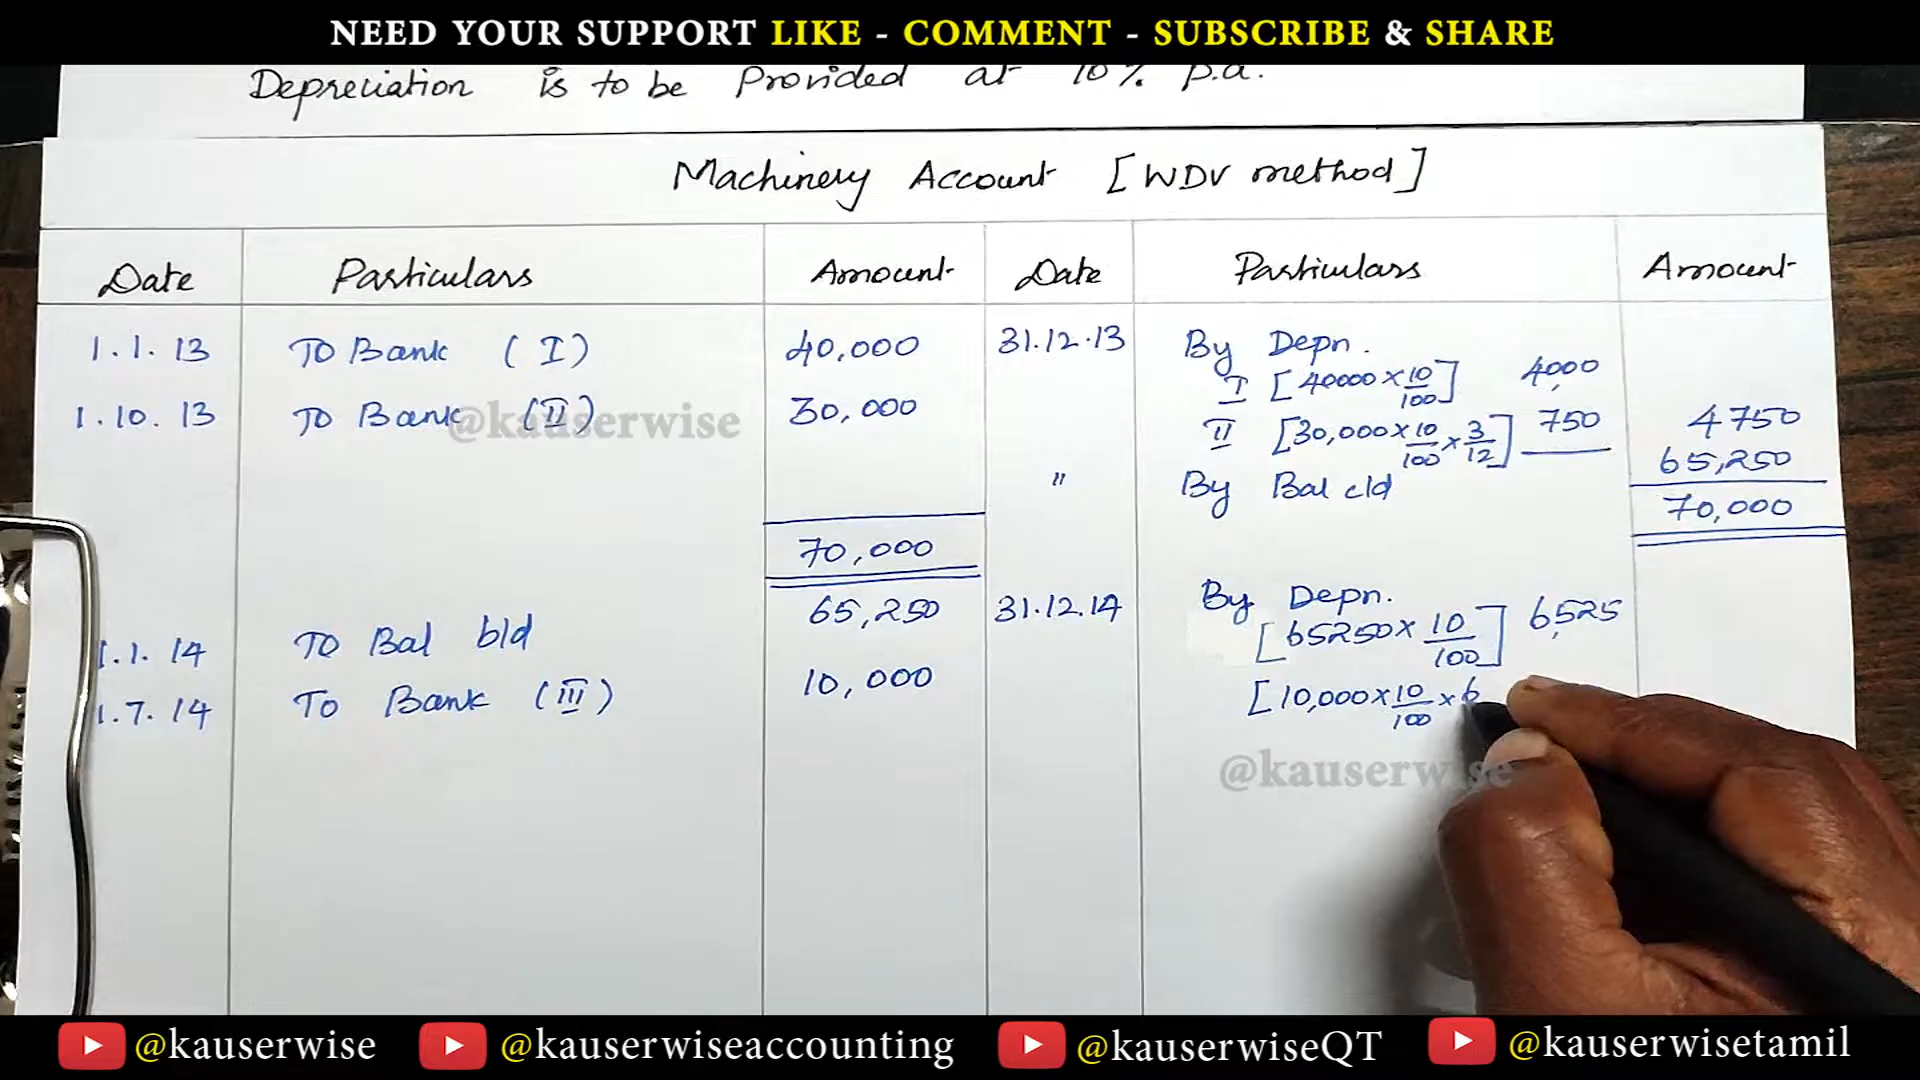 NEED YOUR SUPPORT LIKE - COMMENT - SUBSCRIBE & SHARE
Depreciation is to be Provided at 10% p.a.
Machinery Account [WDV method]
Date Particulars Amount Date Particulars Amount
1.1.13 To Bank (I) 40,000 31.12.13 By Depn.
I [40000 × 10/100] 4000
1.10.13 To Bank (II) 30,000
II [30,000 × 10/100 × 3/12] 750 4750
" By Bal c/d 65,250
70,000 70,000
1.1.14 To Bal b/d 65,250 31.12.14 By Depn.
[65250 × 10/100] 6,525
1.7.14 To Bank (III) 10,000 [10,000 × 10/100 × 6
@kauserwise
@kauserwise
@kauserwise @kauserwiseaccounting @kauserwiseQT @kauserwisetamil